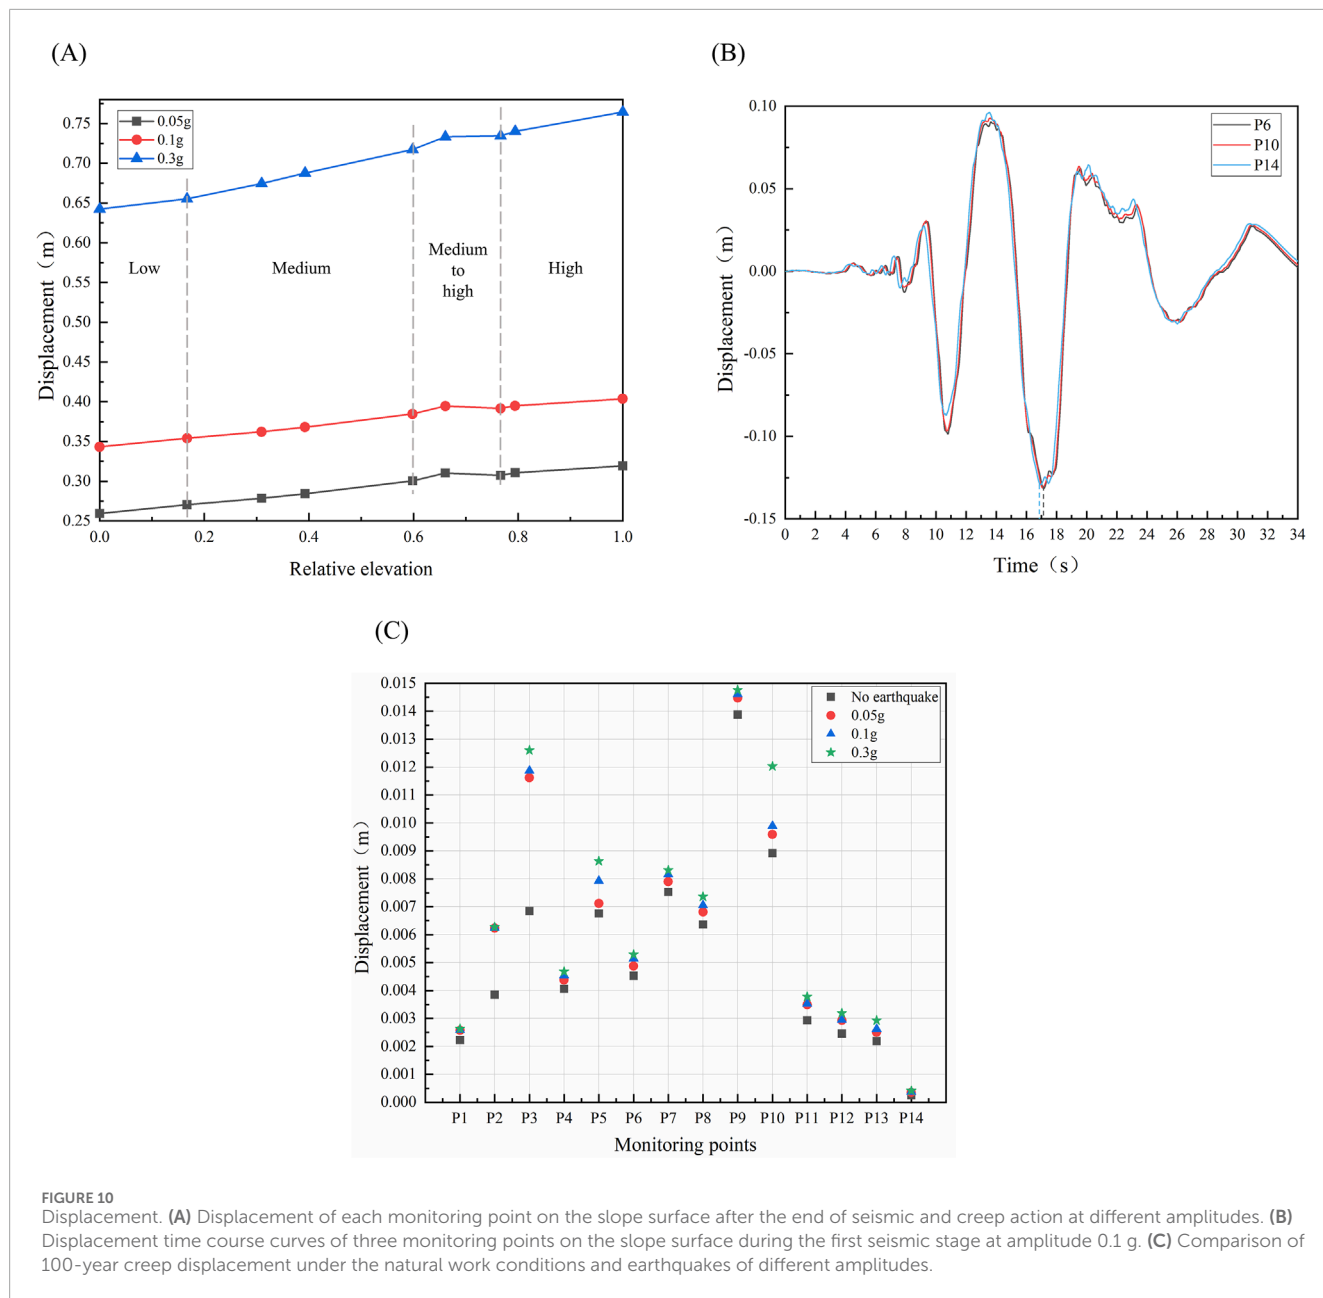 (A)
Displacement（m）
0.75
0.70
0.65
0.60
0.55
0.50
0.45
0.40
0.35
0.30
0.25
0.05g
0.1g
0.3g
Low
Medium
Medium
to
high
High
0.0
0.2
0.4
0.6
0.8
1.0
Relative elevation
(B)
Displacement（m）
0.10
0.05
0.00
-0.05
-0.10
-0.15
P6
P10
P14
0 2 4 6 8 10 12 14 16 18 20 22 24 26 28 30 32 34
Time（s）
(C)
Displacement（m）
0.015
0.014
0.013
0.012
0.011
0.010
0.009
0.008
0.007
0.006
0.005
0.004
0.003
0.002
0.001
0.000
No earthquake
0.05g
0.1g
0.3g
P1 P2 P3 P4 P5 P6 P7 P8 P9 P10 P11 P12 P13 P14
Monitoring points
FIGURE 10
Displacement. (A) Displacement of each monitoring point on the slope surface after the end of seismic and creep action at different amplitudes. (B)
Displacement time course curves of three monitoring points on the slope surface during the first seismic stage at amplitude 0.1 g. (C) Comparison of
100-year creep displacement under the natural work conditions and earthquakes of different amplitudes.